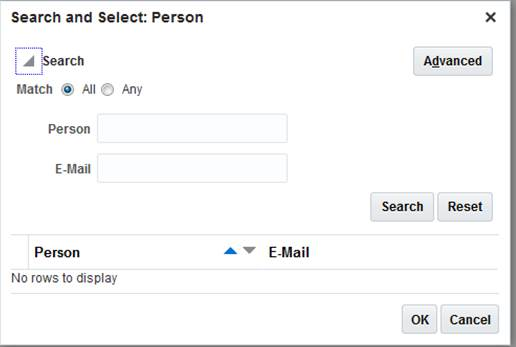 Search and Select: Person
Search
Advanced
Match All Any
Person
E-Mail
Search Reset
Person E-Mail
No rows to display
OK Cancel